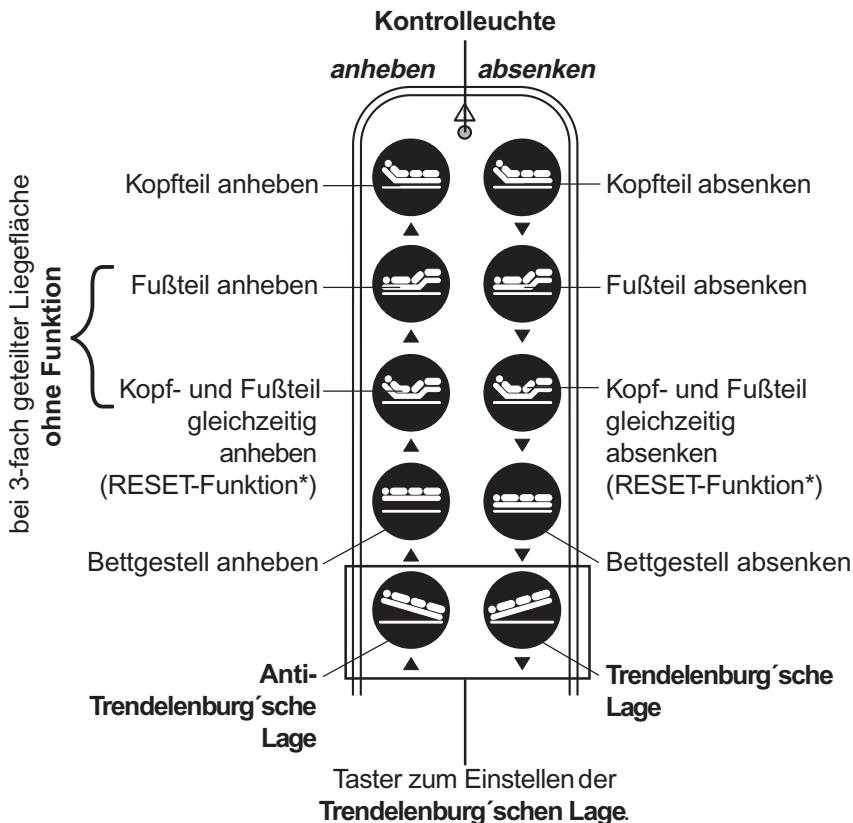 Kontrolleuchte
anheben absenken
Kopfteil anheben
Kopfteil absenken
bei 3-fach geteilter Liegefläche
ohne Funktion
Fußteil anheben
Fußteil absenken
Kopf- und Fußteil
gleichzeitig
anheben
(RESET-Funktion*)
Kopf- und Fußteil
gleichzeitig
absenken
(RESET-Funktion*)
Bettgestell anheben
Bettgestell absenken
Anti-
Trendelenburg´sche
Lage
Trendelenburg´sche
Lage
Taster zum Einstellen der
Trendelenburg´schen Lage.